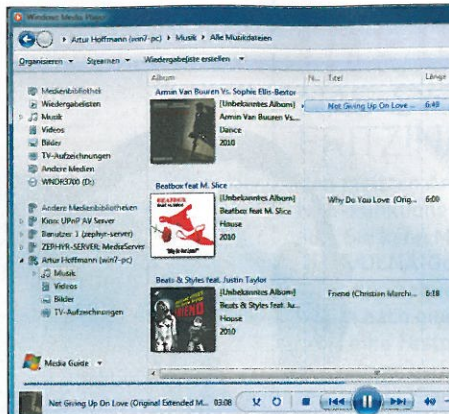 Windows Media Player
Artur Hoffmann (win7-pc) Musik Alle Musikdateien
Organisieren Streamen Wiedergabeliste erstellen
Album N... Titel Länge
Medienbibliothek
Wiedergabelisten
Musik
Videos
Bilder
TV-Aufzeichnungen
Andere Medien
WNDR3700 (D:)
Andere Medienbibliotheken
Kino: UPnP AV Server
Benutzer 1 (zephyr-server)
ZEPHYR-SERVER: MediaServer
Artur Hoffmann (win7-pc)
Musik
Videos
Bilder
TV-Aufzeichnungen
Media Guide
Armin Van Buuren Vs. Sophie Ellis-Bextor
[Unbekanntes Album] Not Giving Up On Love ... 6:49
Armin Van Buuren Vs....
Dance
2010
Beatbox feat M. Slice
[Unbekanntes Album] Why Do You Love (Orig... 6:00
Beatbox feat M. Slice
House
2010
Beats & Styles feat. Justin Taylor
[Unbekanntes Album] Friend (Christian Marchi... 6:18
Beats & Styles feat. Ju...
House
2010
FRIEND
Not Giving Up On Love (Original Extended M... 03:08